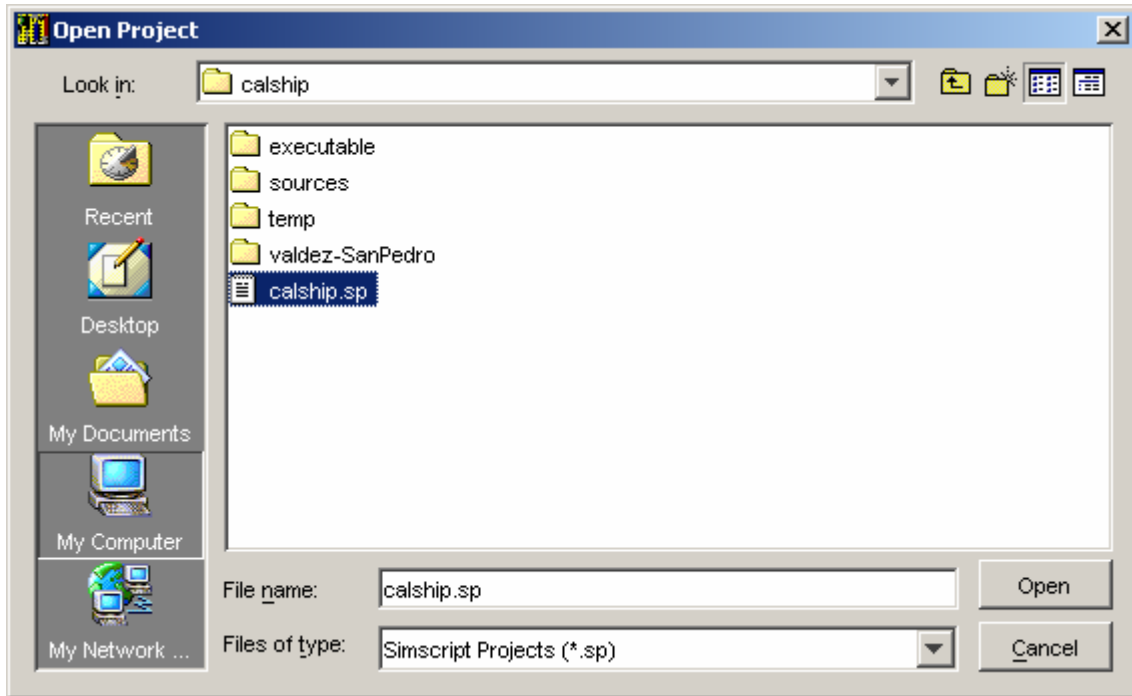 Open Project
Look in:
calship
Recent
Desktop
My Documents
My Computer
My Network ...
executable
sources
temp
valdez-SanPedro
calship.sp
File name:
calship.sp
Open
Files of type:
Simscript Projects (*.sp)
Cancel